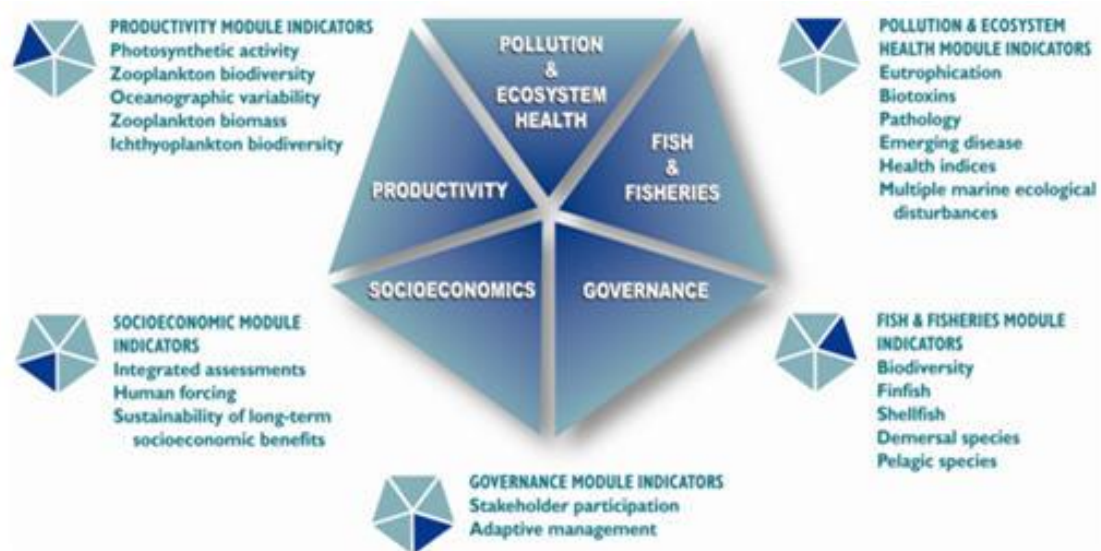 PRODUCTIVITY MODULE INDICATORS
Photosynthetic activity
Zooplankton biodiversity
Oceanographic variability
Zooplankton biomass
Ichthyoplankton biodiversity
POLLUTION
&
ECOSYSTEM
HEALTH
FISH
&
FISHERIES
PRODUCTIVITY
SOCIOECONOMICS
GOVERNANCE
POLLUTION & ECOSYSTEM
HEALTH MODULE INDICATORS
Eutrophication
Biotoxins
Pathology
Emerging disease
Health indices
Multiple marine ecological
disturbances
SOCIOECONOMIC MODULE
INDICATORS
Integrated assessments
Human forcing
Sustainability of long-term
socioeconomic benefits
FISH & FISHERIES MODULE
INDICATORS
Biodiversity
Finfish
Shellfish
Demersal species
Pelagic species
GOVERNANCE MODULE INDICATORS
Stakeholder participation
Adaptive management